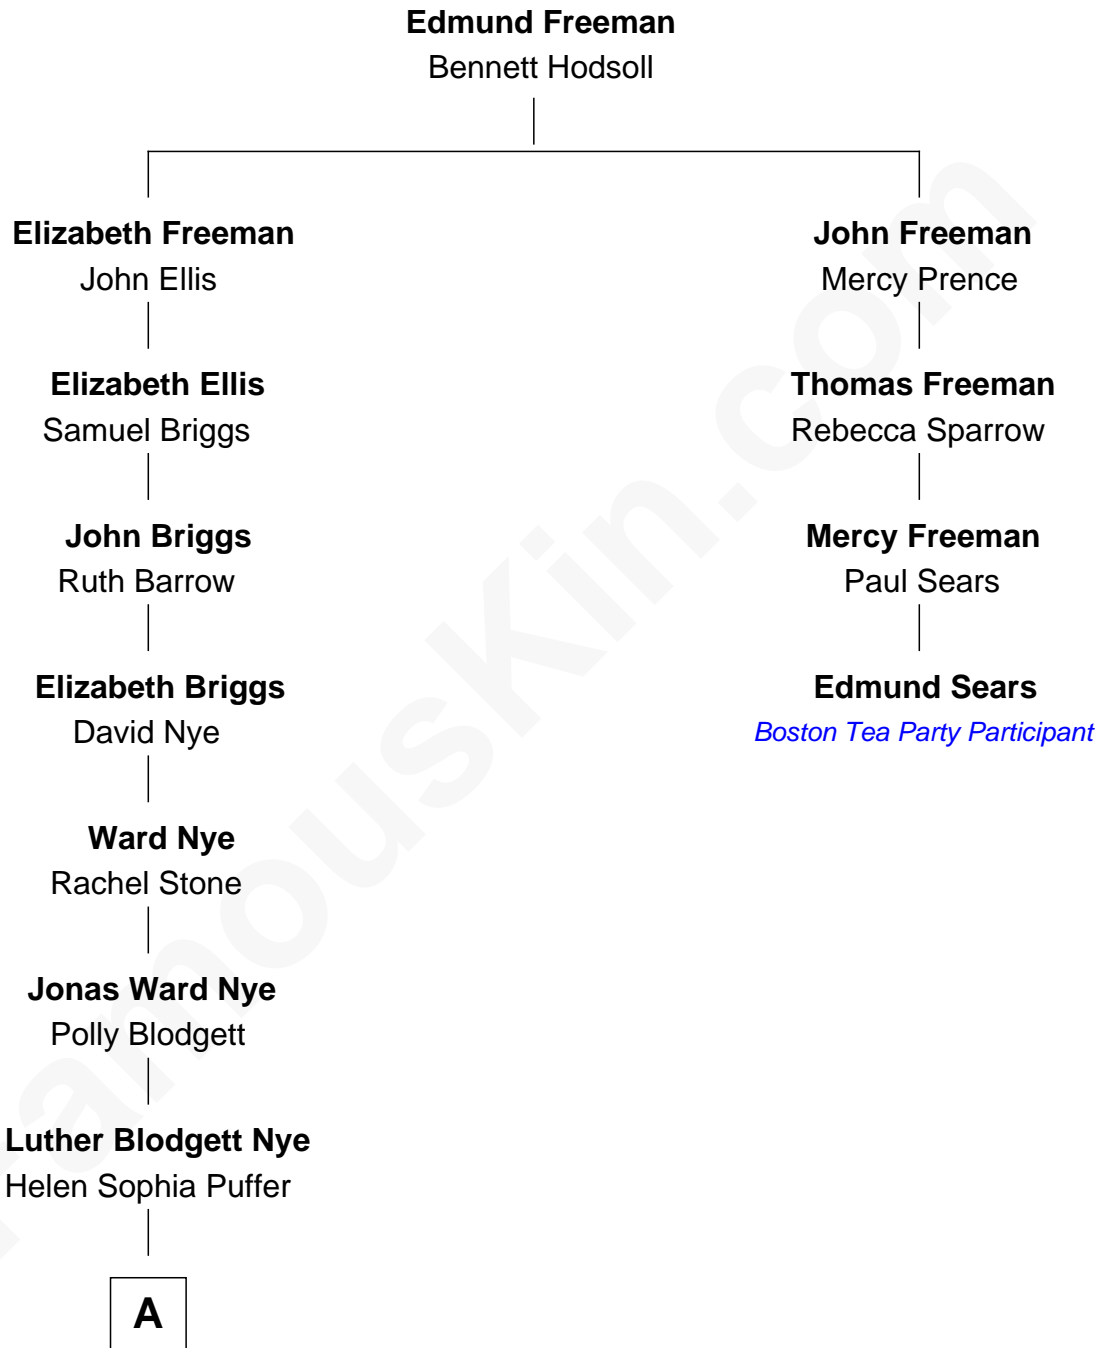 Edmund Freeman
Bennett Hodsoll
Elizabeth Freeman
John Ellis
John Freeman
Mercy Prence
Elizabeth Ellis
Samuel Briggs
Thomas Freeman
Rebecca Sparrow
John Briggs
Ruth Barrow
Mercy Freeman
Paul Sears
Elizabeth Briggs
David Nye
Edmund Sears
Boston Tea Party Participant
Ward Nye
Rachel Stone
Jonas Ward Nye
Polly Blodgett
Luther Blodgett Nye
Helen Sophia Puffer
A
FamousKin.com